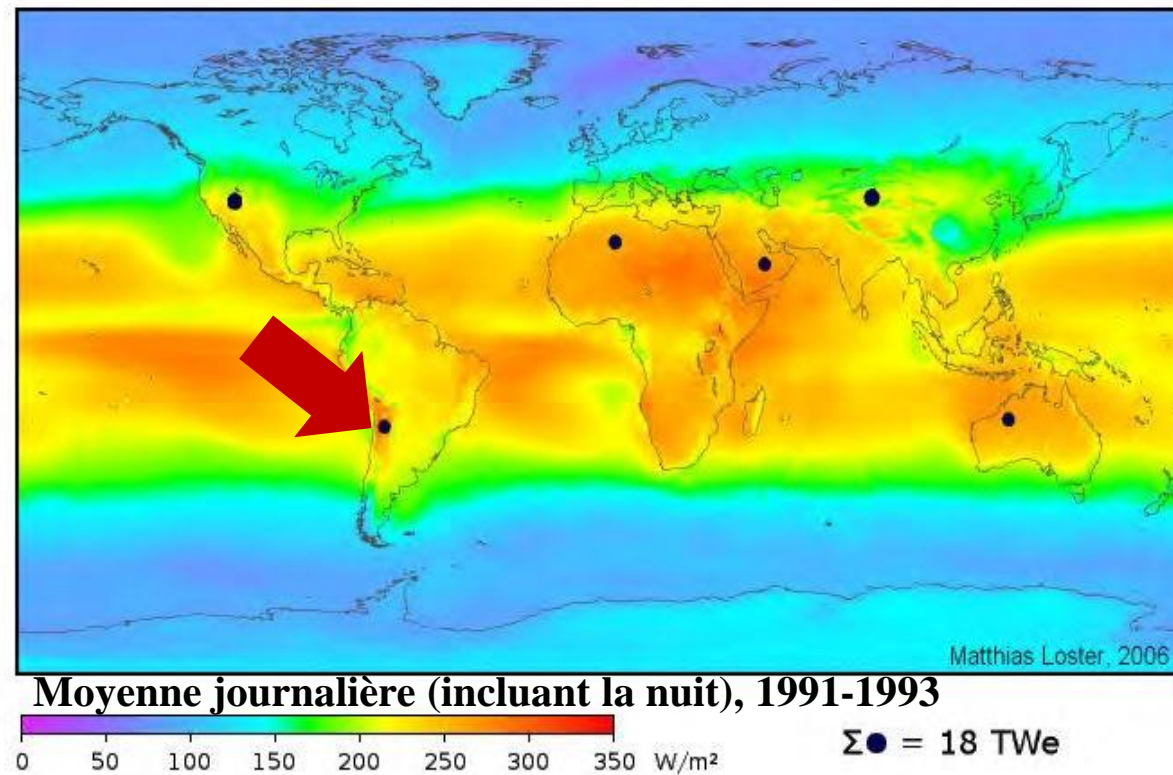 Matthias Loster, 2006
Moyenne journalière (incluant la nuit), 1991-1993
0 50 100 150 200 250 300 350 W/m²
Σ● = 18 TWe